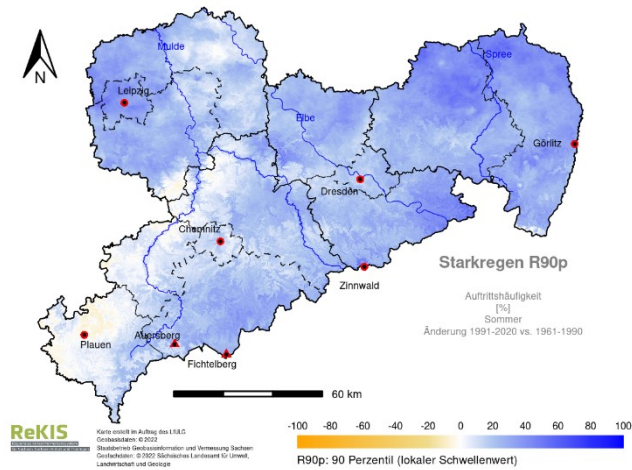 Mulde
Spree
Leipzig
N
Elbe
Görlitz
Dresden
Chemnitz
Starkregen R90p
Zinnwald
Auftrittshäufigkeit
[%]
Sommer
Änderung 1991-2020 vs. 1961-1990
Plauen
Auersberg
Fichtelberg
60 km
ReKIS
Karte erstellt im Auftrag des LfULG
Geobasisdaten: © 2022
Staatsbetrieb Geobasisinformation und Vermessung Sachsen
Geofachdaten: © 2022 Sächsisches Landesamt für Umwelt,
Landwirtschaft und Geologie
-100 -80 -60 -40 -20 0 20 40 60 80 100
R90p: 90 Perzentil (lokaler Schwellenwert)